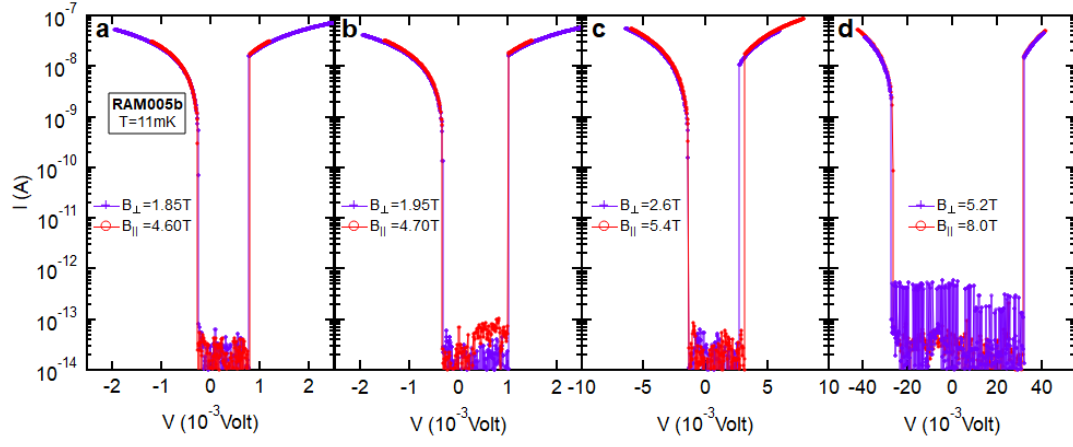 a
b
c
d
RAM005b
T=11mK
I (A)
10⁻⁷
10⁻⁸
10⁻⁹
10⁻¹⁰
10⁻¹¹
10⁻¹²
10⁻¹³
10⁻¹⁴
B⊥=1.85T
B|| =4.60T
B⊥=1.95T
B|| =4.70T
B⊥=2.6T
B|| =5.4T
B⊥=5.2T
B|| =8.0T
-2 -1 0 1 2
-2 -1 0 1 2
-10 -5 0 5 10
-40 -20 0 20 40
V (10⁻³Volt)
V (10⁻³Volt)
V (10⁻³Volt)
V (10⁻³Volt)